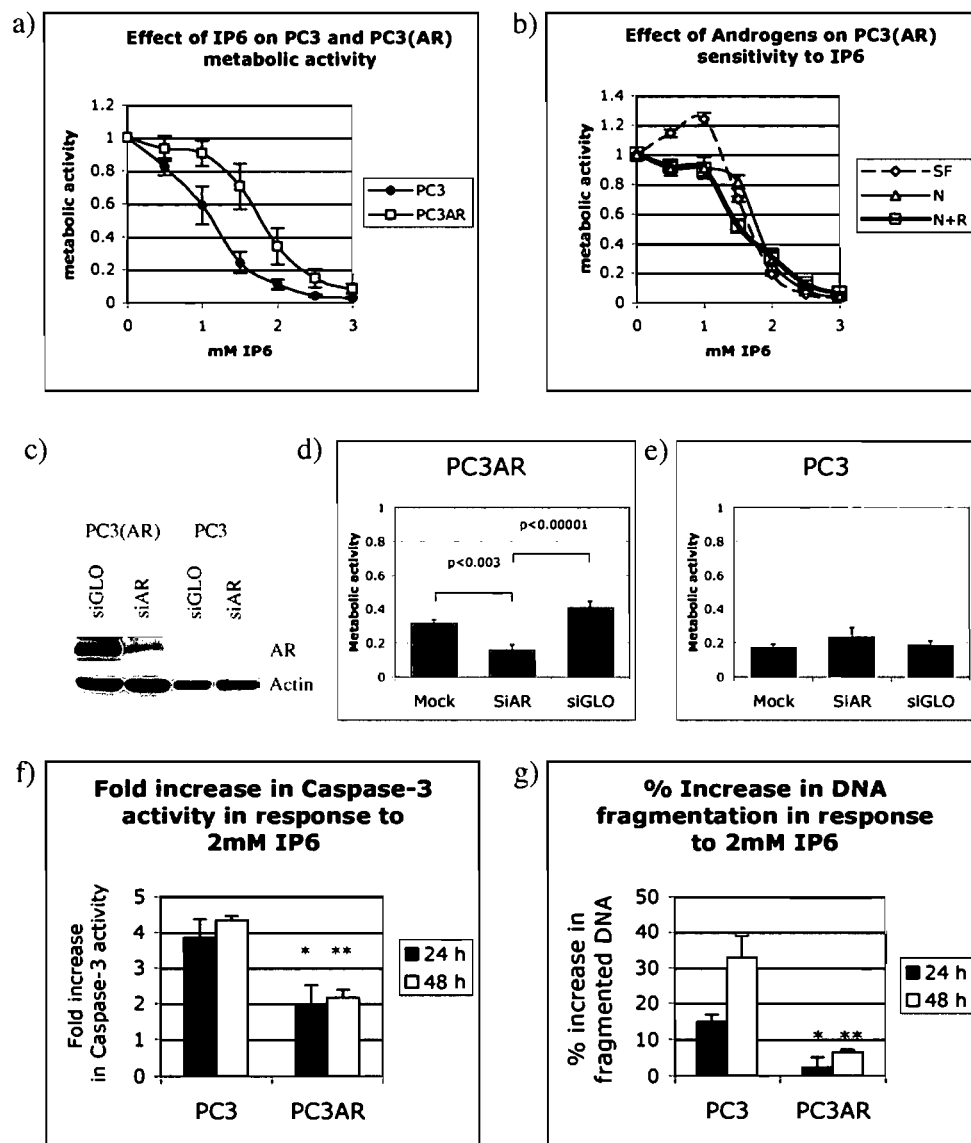 a)
Effect of IP6 on PC3 and PC3(AR)
metabolic activity
metabolic activity
1.2
1
0.8
0.6
0.4
0.2
0
0 1 2 3
mM IP6
PC3
PC3AR
b)
Effect of Androgens on PC3(AR)
sensitivity to IP6
metabolic activity
1.4
1.2
1
0.8
0.6
0.4
0.2
0
0 1 2 3
mM IP6
SF
N
N+R
c)
PC3(AR) PC3
siGLO siAR siGLO siAR
AR
Actin
d)
PC3AR
Metabolic activity
1
0.8
0.6
0.4
0.2
0
p<0.003
p<0.00001
Mock SiAR siGLO
e)
PC3
Metabolic activity
1
0.8
0.6
0.4
0.2
0
Mock SiAR siGLO
f)
Fold increase in Caspase-3
activity in response to
2mM IP6
Fold increase
in Caspase-3 activity
5
4
3
2
1
0
* **
PC3 PC3AR
24 h
48 h
g)
% Increase in DNA
fragmentation in response
to 2mM IP6
% increase in
fragmented DNA
50
40
30
20
10
0
* **
PC3 PC3AR
24 h
48 h